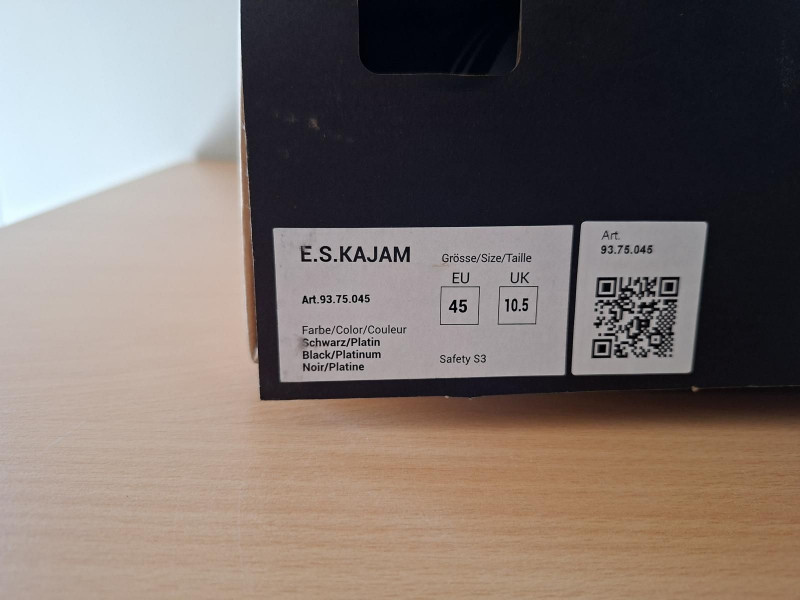 E.S.KAJAM
Grösse/Size/Taille
EU UK
45 10.5
Art.93.75.045
Farbe/Color/Couleur
Schwarz/Platin
Black/Platinum
Noir/Platine
Safety S3
Art.
93.75.045